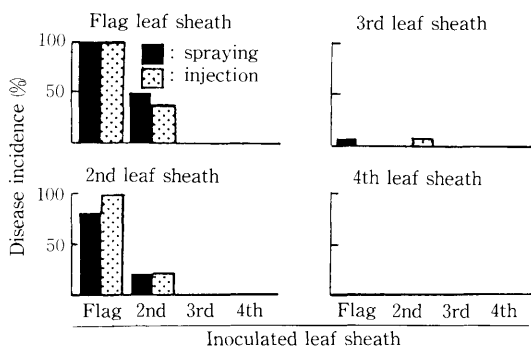 Flag leaf sheath
3rd leaf sheath
100
50
: spraying
: injection
2nd leaf sheath
4th leaf sheath
100
50
Disease incidence (%)
Flag 2nd 3rd 4th
Flag 2nd 3rd 4th
Inoculated leaf sheath